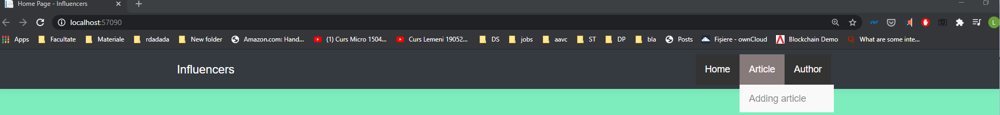 Home Page - Influencers
localhost:57090
Apps Facultate Materiale rdadada New folder Amazon.com: Hand... (1) Curs Micro 1504... Curs Lemeni 19052... DS jobs aavc ST DP bla Posts Fișiere - ownCloud Blockchain Demo What are some inte...
Influencers Home Article Author
Adding article